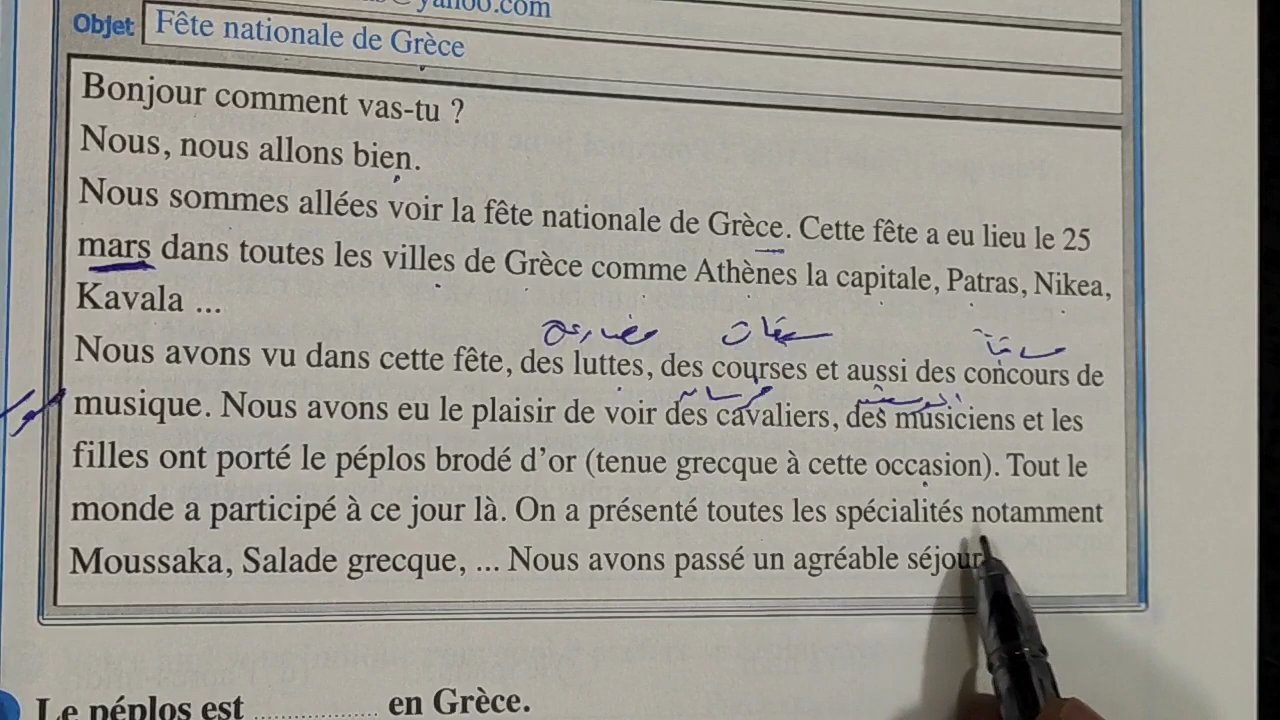 yahoo.com
Objet Fête nationale de Grèce
Bonjour comment vas-tu ?
Nous, nous allons bien.
Nous sommes allées voir la fête nationale de Grèce. Cette fête a eu lieu le 25
mars dans toutes les villes de Grèce comme Athènes la capitale, Patras, Nikea,
Kavala ...
Nous avons vu dans cette fête, des luttes, des courses et aussi des concours de
musique. Nous avons eu le plaisir de voir des cavaliers, des musiciens et les
filles ont porté le péplos brodé d’or (tenue grecque à cette occasion). Tout le
monde a participé à ce jour là. On a présenté toutes les spécialités notamment
Moussaka, Salade grecque, ... Nous avons passé un agréable séjour
Le péplos est ................ en Grèce.